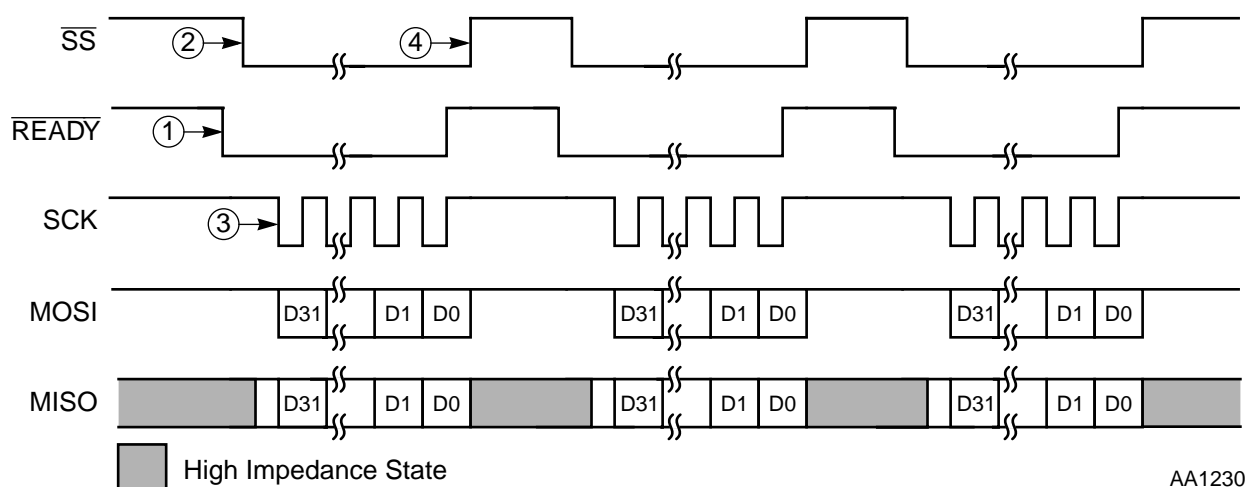 SS ② ④
READY ①
SCK ③
MOSI D31 D1 D0 D31 D1 D0 D31 D1 D0
MISO D31 D1 D0 D31 D1 D0 D31 D1 D0
High Impedance State
AA1230